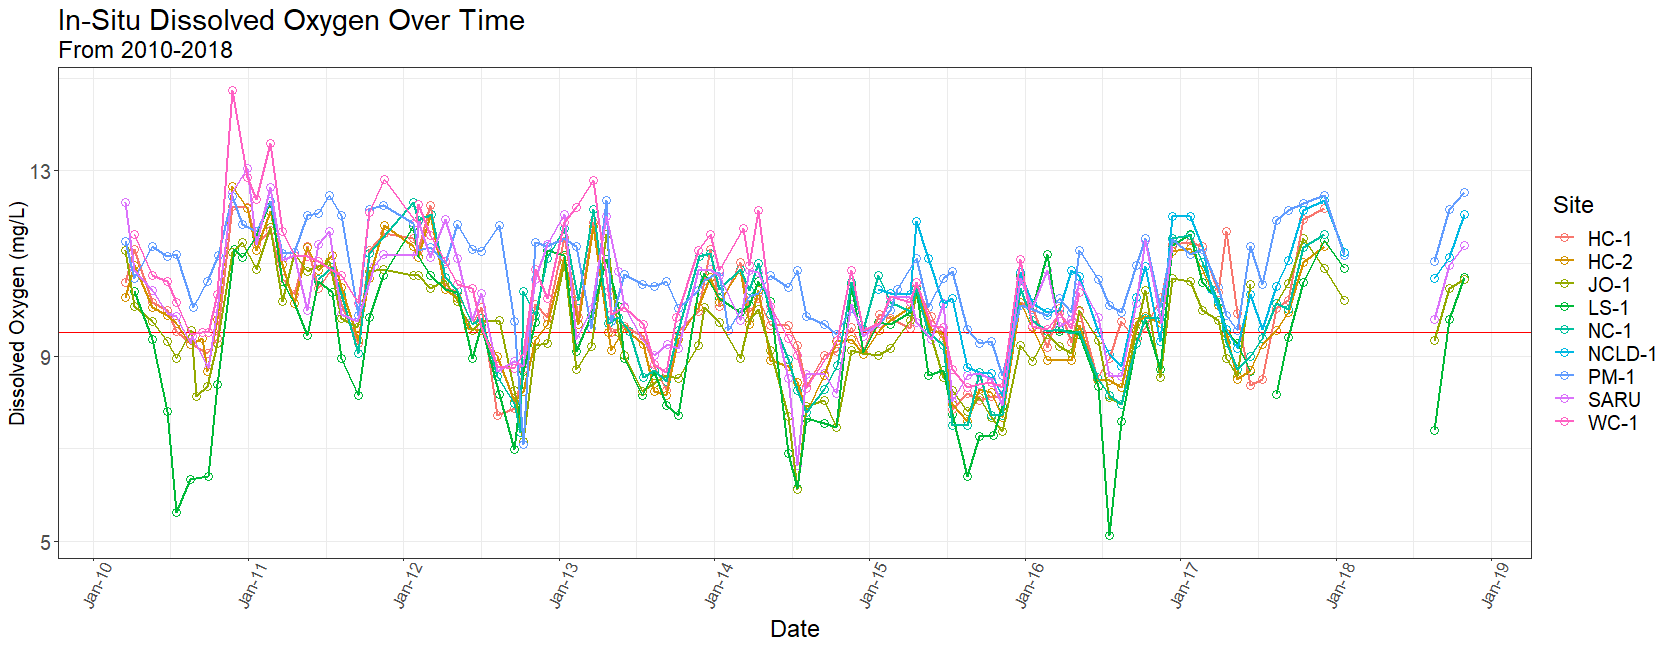 In-Situ Dissolved Oxygen Over Time
From 2010-2018
Dissolved Oxygen (mg/L)
13
9
5
Jan-10
Jan-11
Jan-12
Jan-13
Jan-14
Jan-15
Jan-16
Jan-17
Jan-18
Jan-19
Date
Site
HC-1
HC-2
JO-1
LS-1
NC-1
NCLD-1
PM-1
SARU
WC-1